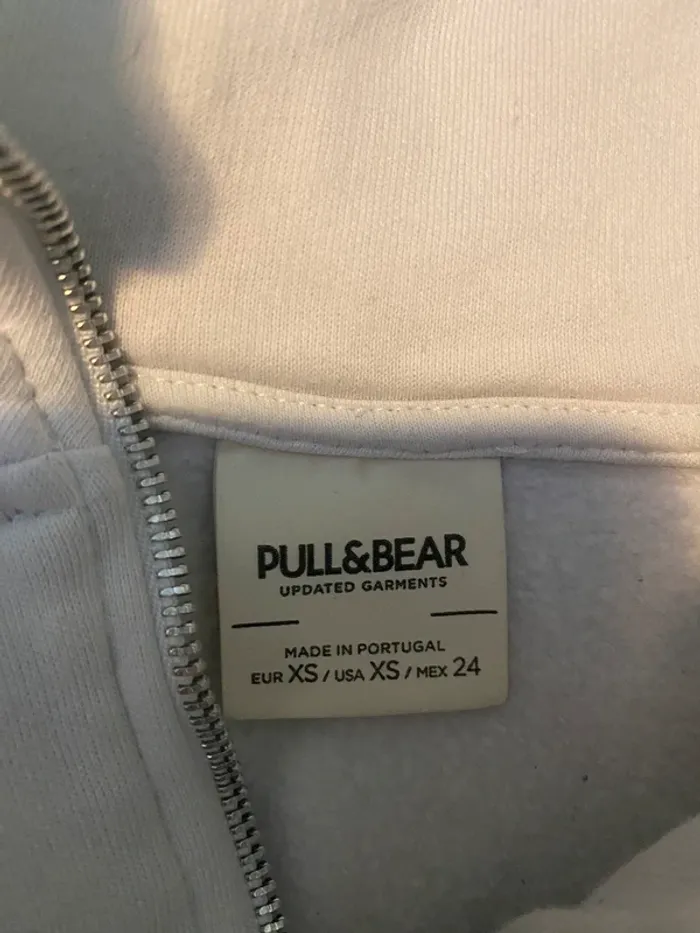 PULL&BEAR
UPDATED GARMENTS
MADE IN PORTUGAL
EUR XS / USA XS / MEX 24